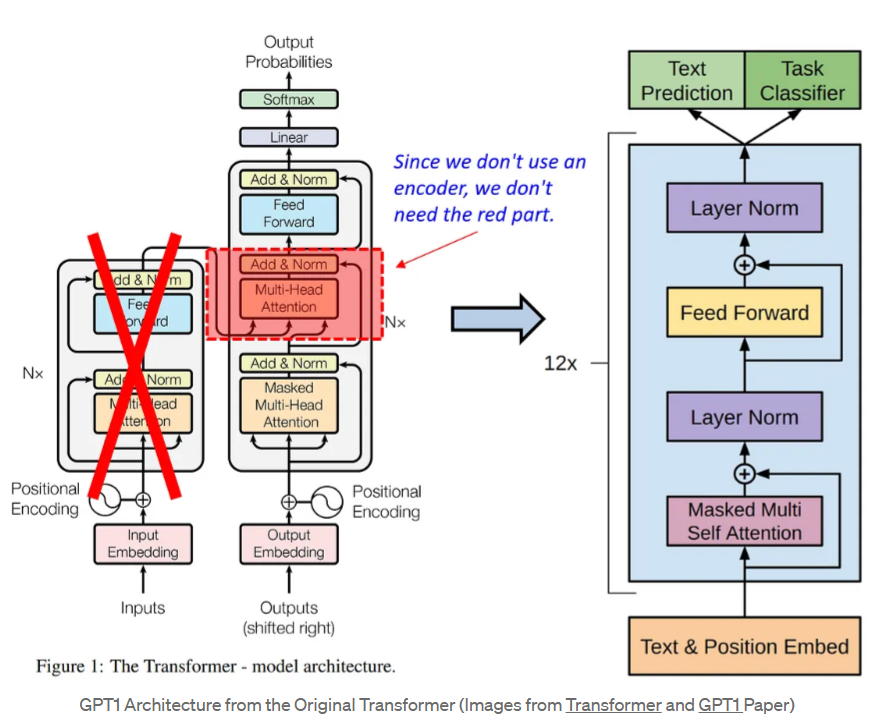 Output
Probabilities
Softmax
Linear
Add & Norm
Feed
Forward
Add & Norm
Multi-Head
Attention
Nx
Add & Norm
Masked
Multi-Head
Attention
Positional
Encoding
Output
Embedding
Outputs
(shifted right)
Add & Norm
Feed
Forward
Nx
Add & Norm
Multi-Head
Attention
Positional
Encoding
Input
Embedding
Inputs
Since we don't use an
encoder, we don't
need the red part.
Text
Prediction
Task
Classifier
Layer Norm
Feed Forward
12x
Layer Norm
Masked Multi
Self Attention
Text & Position Embed
Figure 1: The Transformer - model architecture.
GPT1 Architecture from the Original Transformer (Images from Transformer and GPT1 Paper)